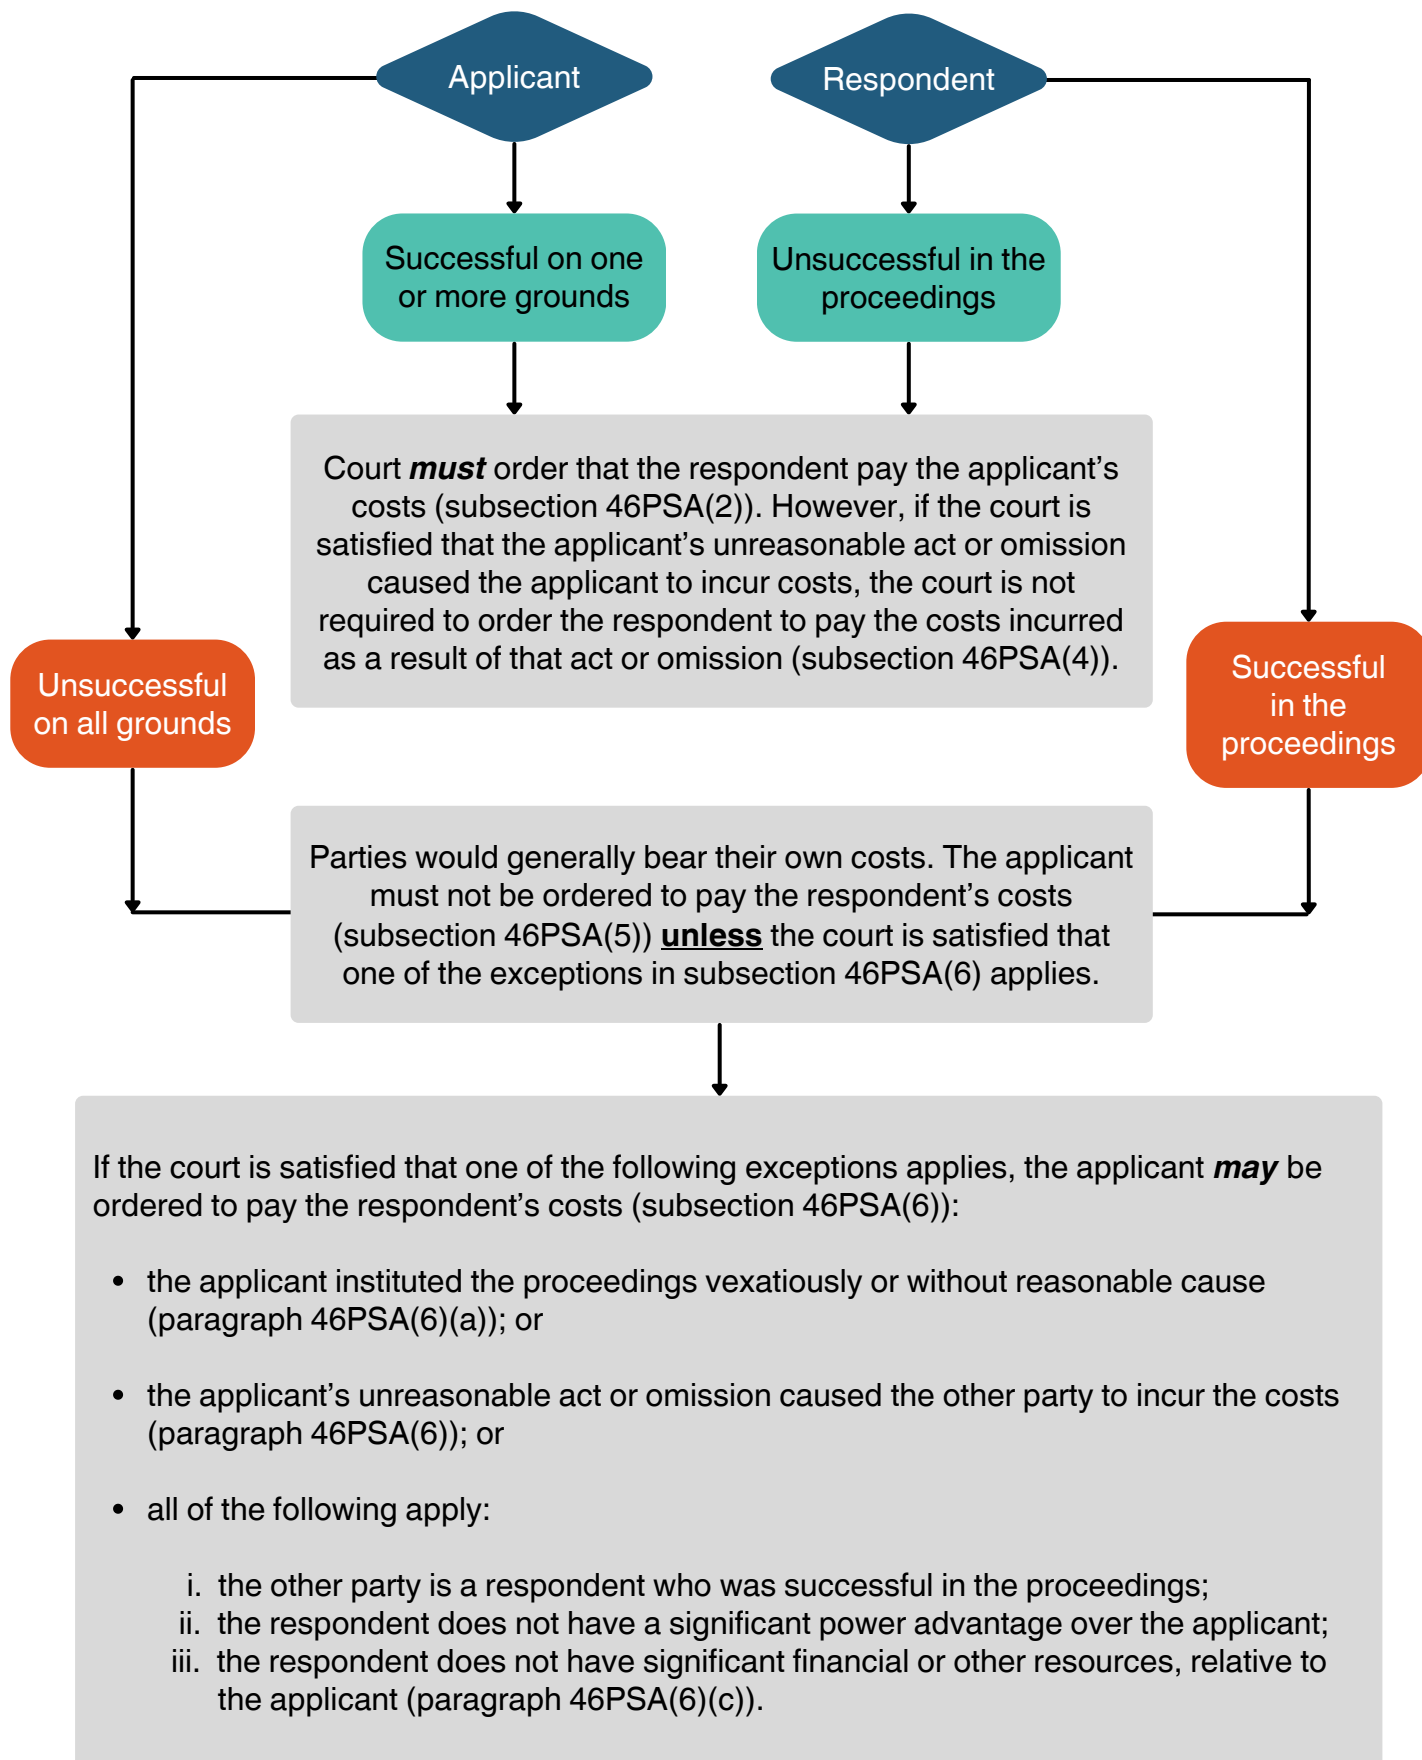 Applicant
Respondent
Successful on one
or more grounds
Unsuccessful in the
proceedings
Court must order that the respondent pay the applicant’s
costs (subsection 46PSA(2)). However, if the court is
satisfied that the applicant’s unreasonable act or omission
caused the applicant to incur costs, the court is not
required to order the respondent to pay the costs incurred
as a result of that act or omission (subsection 46PSA(4)).
Unsuccessful
on all grounds
Successful
in the
proceedings
Parties would generally bear their own costs. The applicant
must not be ordered to pay the respondent’s costs
(subsection 46PSA(5)) unless the court is satisfied that
one of the exceptions in subsection 46PSA(6) applies.
If the court is satisfied that one of the following exceptions applies, the applicant may be
ordered to pay the respondent’s costs (subsection 46PSA(6)):
• the applicant instituted the proceedings vexatiously or without reasonable cause
(paragraph 46PSA(6)(a)); or
• the applicant’s unreasonable act or omission caused the other party to incur the costs
(paragraph 46PSA(6)); or
• all of the following apply:
i. the other party is a respondent who was successful in the proceedings;
ii. the respondent does not have a significant power advantage over the applicant;
iii. the respondent does not have significant financial or other resources, relative to
the applicant (paragraph 46PSA(6)(c)).